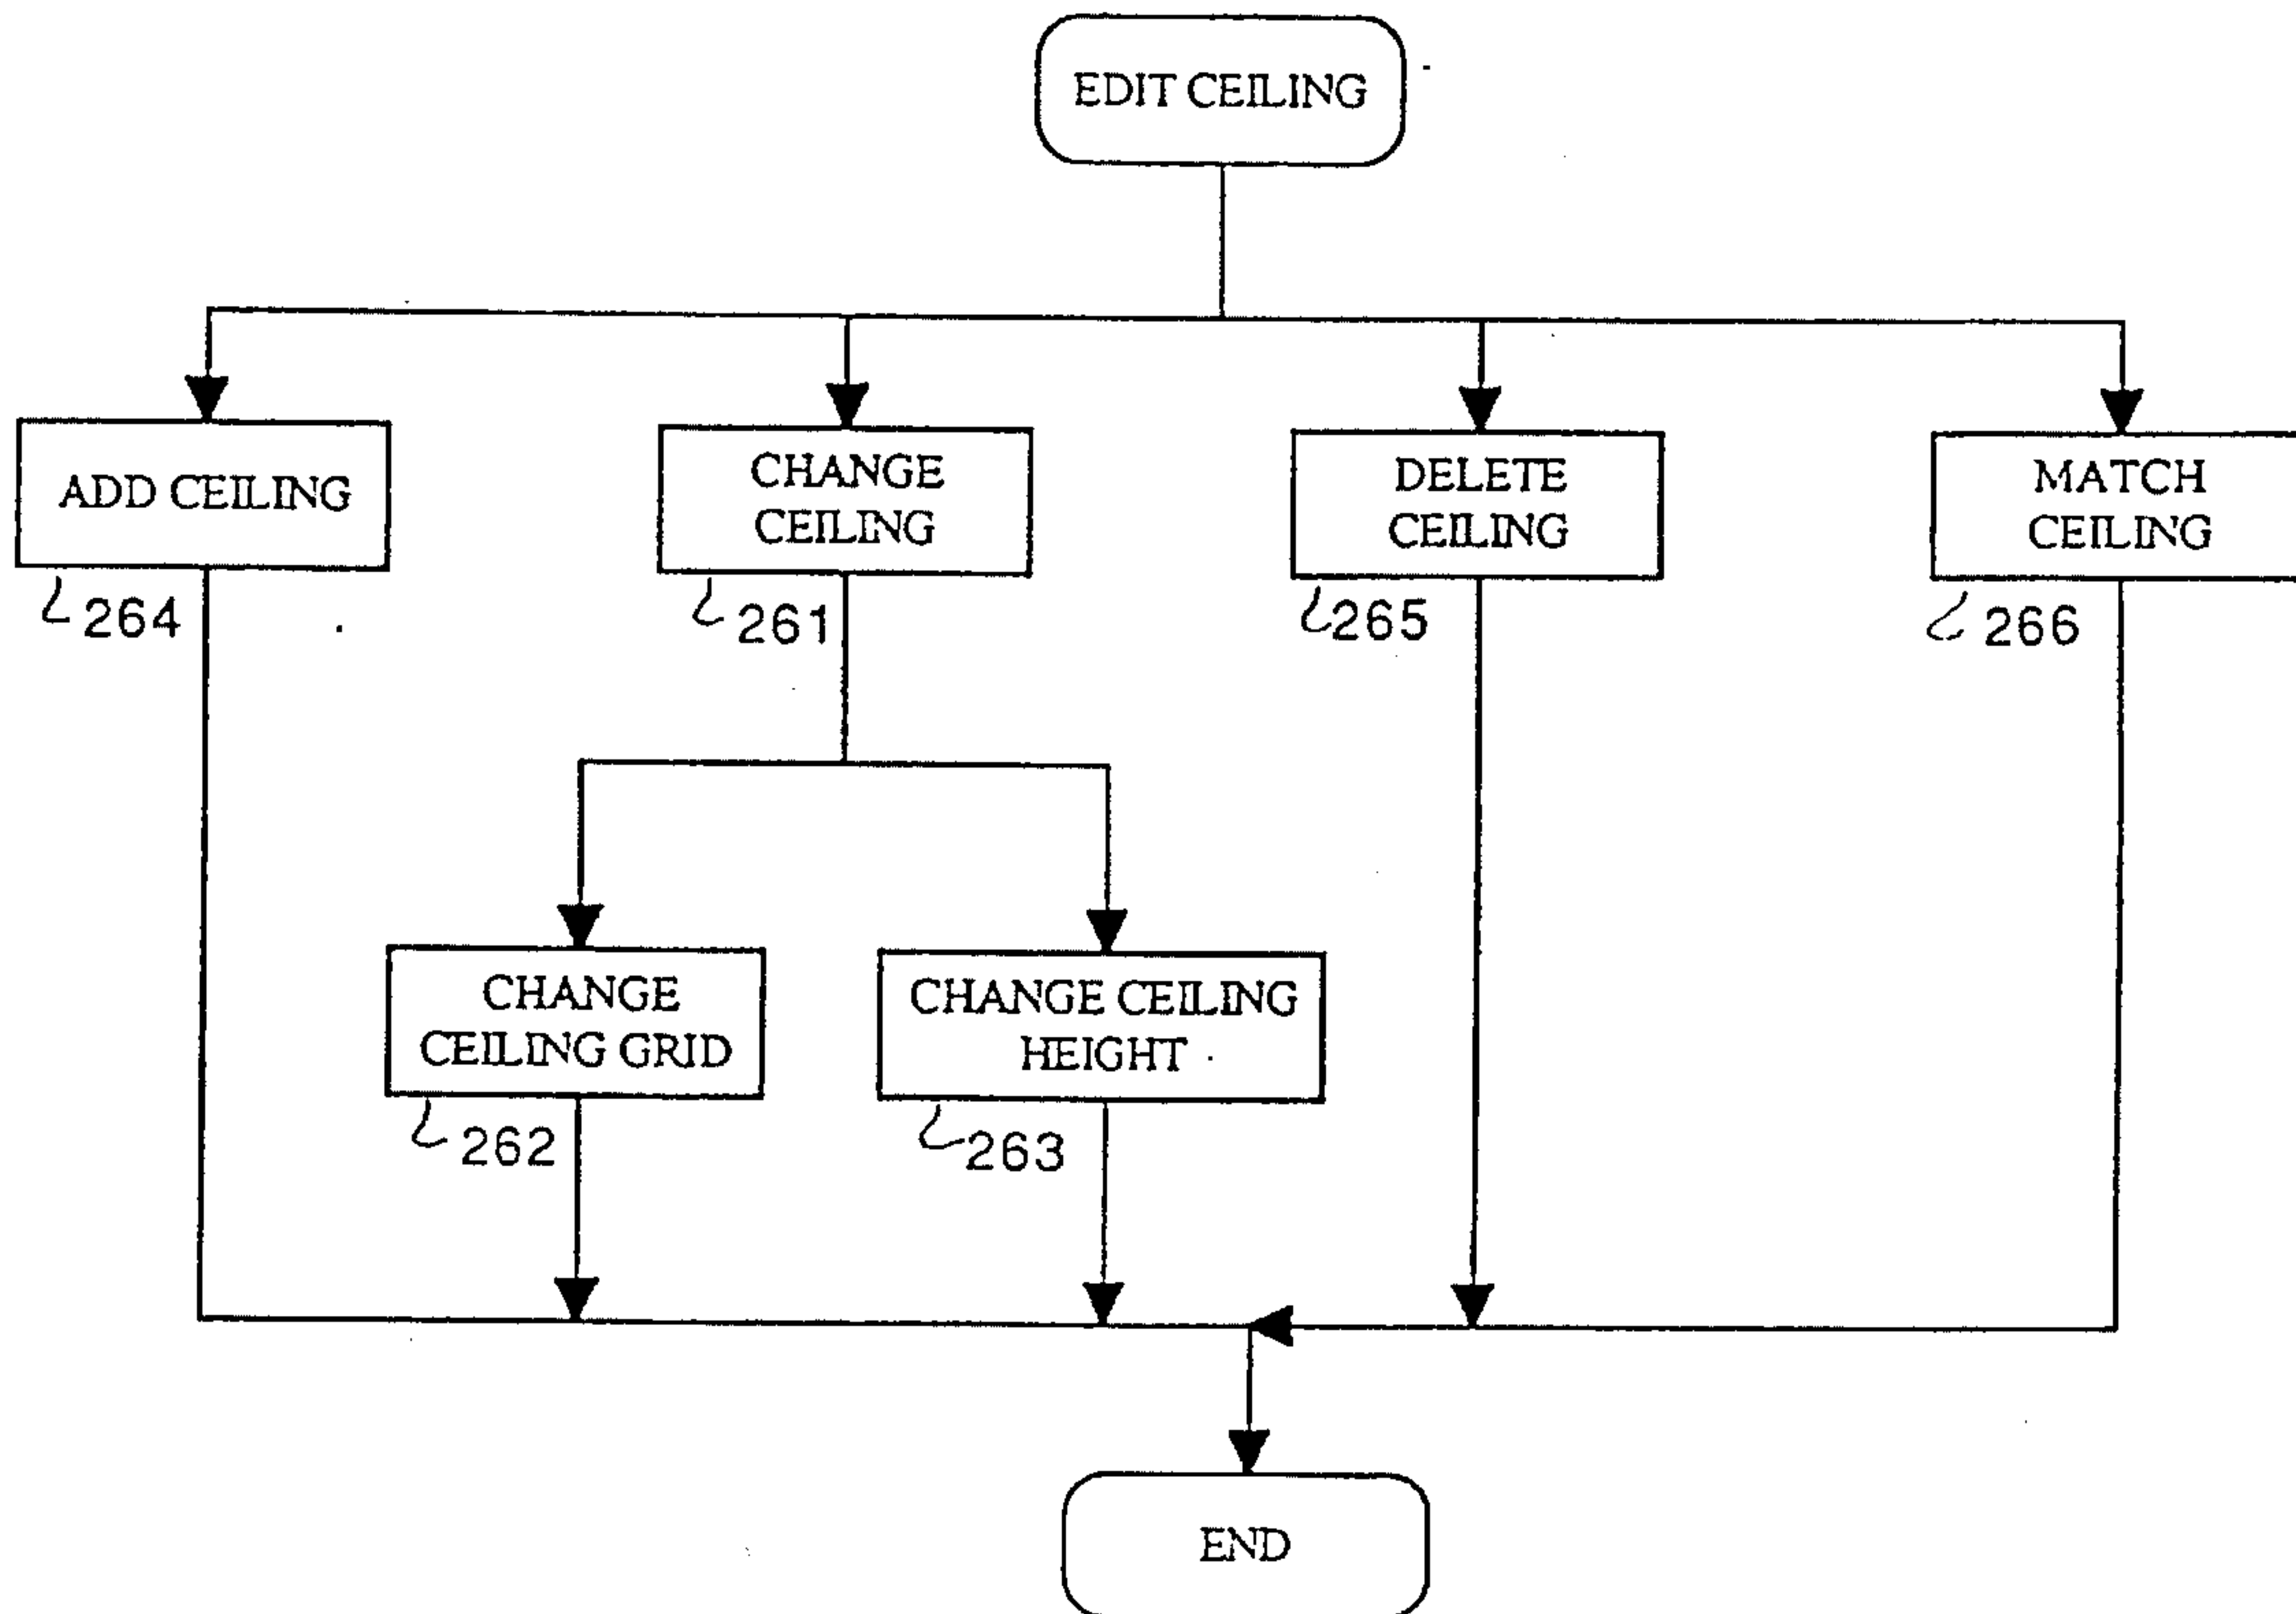 EDIT CEILING
ADD CEILING
264
CHANGE
CEILING
261
DELETE
CEILING
265
MATCH
CEILING
266
CHANGE
CEILING GRID
262
CHANGE CEILING
HEIGHT
263
END